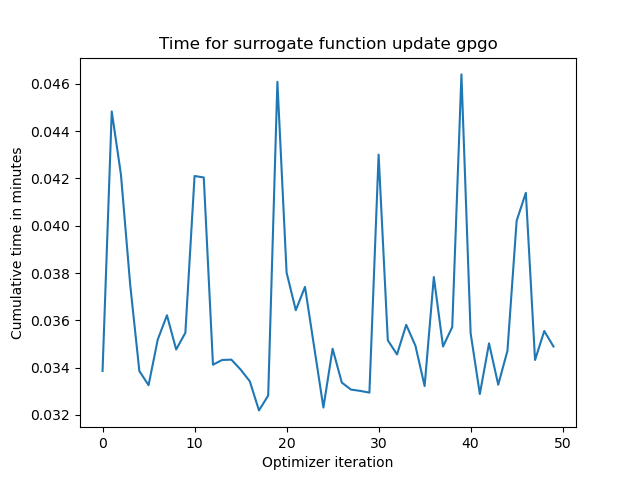 Time for surrogate function update gpgo
Cumulative time in minutes
0.046
0.044
0.042
0.040
0.038
0.036
0.034
0.032
0 10 20 30 40 50
Optimizer iteration